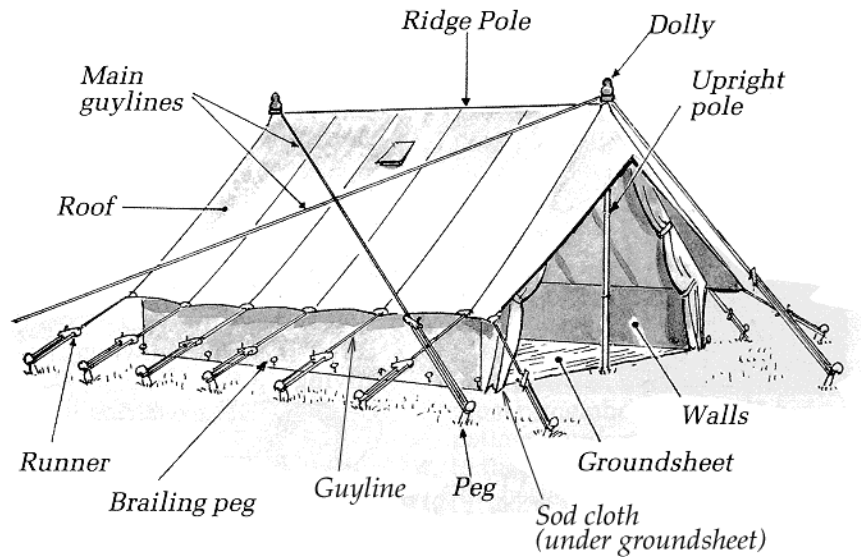 Ridge Pole
Dolly
Main
guylines
Upright
pole
Roof
Walls
Runner
Brailing peg
Guyline
Peg
Groundsheet
Sod cloth
(under groundsheet)